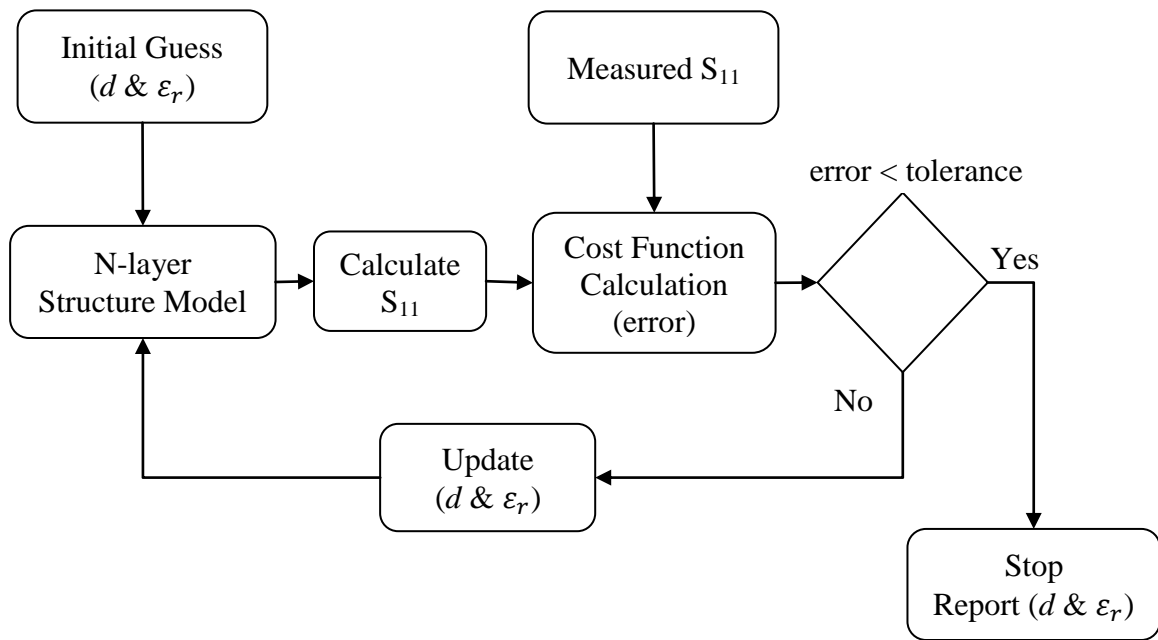 Initial Guess
(d & εᵣ)
Measured S₁₁
error < tolerance
N-layer
Structure Model
Calculate
S₁₁
Cost Function
Calculation
(error)
Yes
No
Update
(d & εᵣ)
Stop
Report (d & εᵣ)